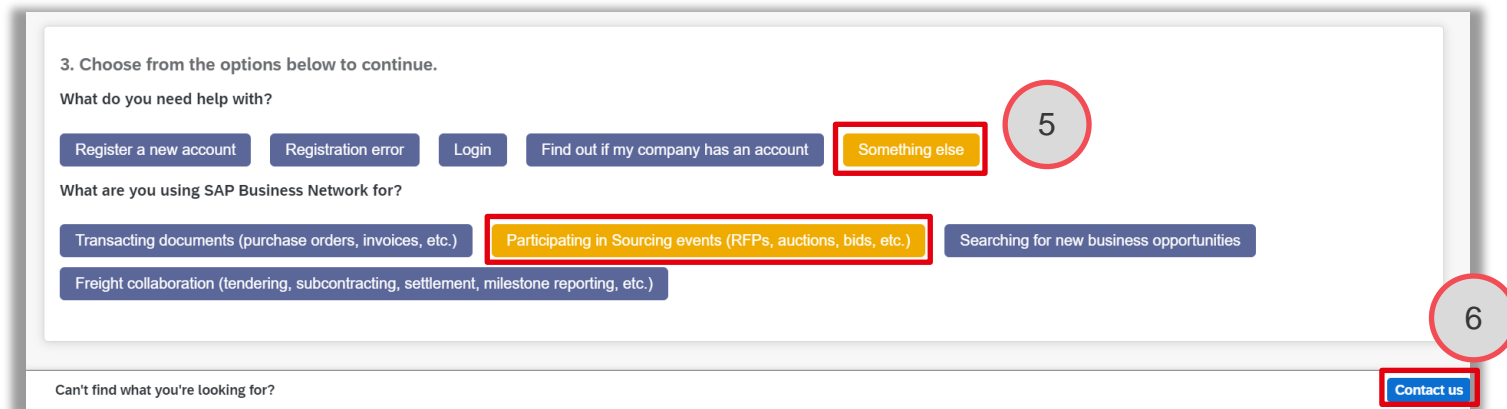 3. Choose from the options below to continue.
What do you need help with?
5
Register a new account Registration error Login Find out if my company has an account Something else
What are you using SAP Business Network for?
Transacting documents (purchase orders, invoices, etc.) Participating in Sourcing events (RFPs, auctions, bids, etc.) Searching for new business opportunities
Freight collaboration (tendering, subcontracting, settlement, milestone reporting, etc.)
6
Can't find what you're looking for? Contact us